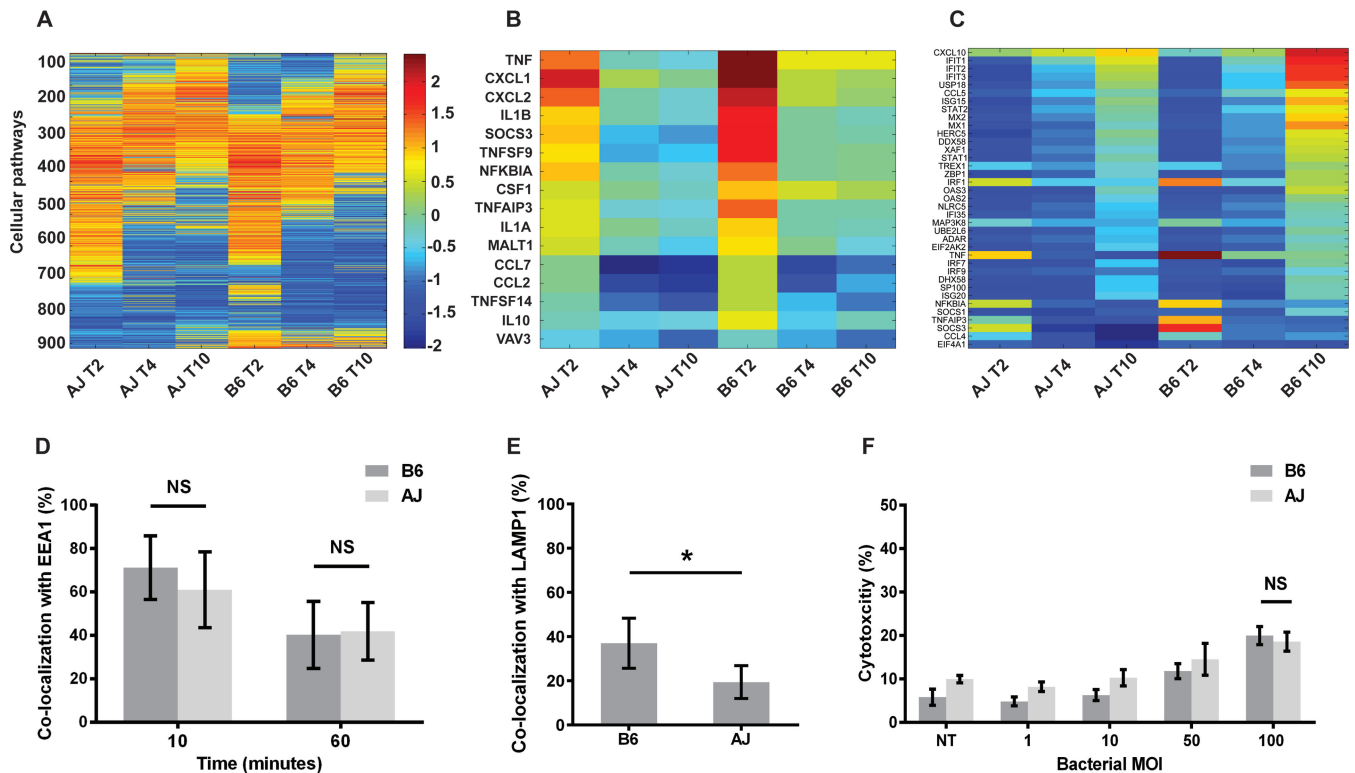 A
Cellular pathways
100
200
300
400
500
600
700
800
900
AJ T2
AJ T4
AJ T10
B6 T2
B6 T4
B6 T10
2
1.5
1
0.5
0
−0.5
−1
−1.5
−2
B
TNF
CXCL1
CXCL2
IL1B
SOCS3
TNFSF9
NFKBIA
CSF1
TNFAIP3
IL1A
MALT1
CCL7
CCL2
TNFSF14
IL10
VAV3
AJ T2
AJ T4
AJ T10
B6 T2
B6 T4
B6 T10
C
CXCL10
IFIT1
IFIT2
IFIT3
USP18
CCL5
ISG15
STAT2
MX2
MX1
HERC5
DDX58
XAF1
STAT1
TREX1
ZBP1
IRF1
OAS3
OAS2
NLRC5
IFI35
MAP3K8
UBE2L6
ADAR
EIF2AK2
TNF
IRF7
IRF9
DHX58
SP100
ISG20
NFKBIA
SOCS1
TNFAIP3
SOCS3
CCL4
EIF4A1
AJ T2
AJ T4
AJ T10
B6 T2
B6 T4
B6 T10
D
B6
AJ
Co-localization with EEA1 (%)
100
80
60
40
20
0
NS
NS
10
60
Time (minutes)
E
Co-localization with LAMP1 (%)
100
80
60
40
20
0
*
B6
AJ
F
B6
AJ
Cytotoxcitiy (%)
50
40
30
20
10
0
NS
NT
1
10
50
100
Bacterial MOI